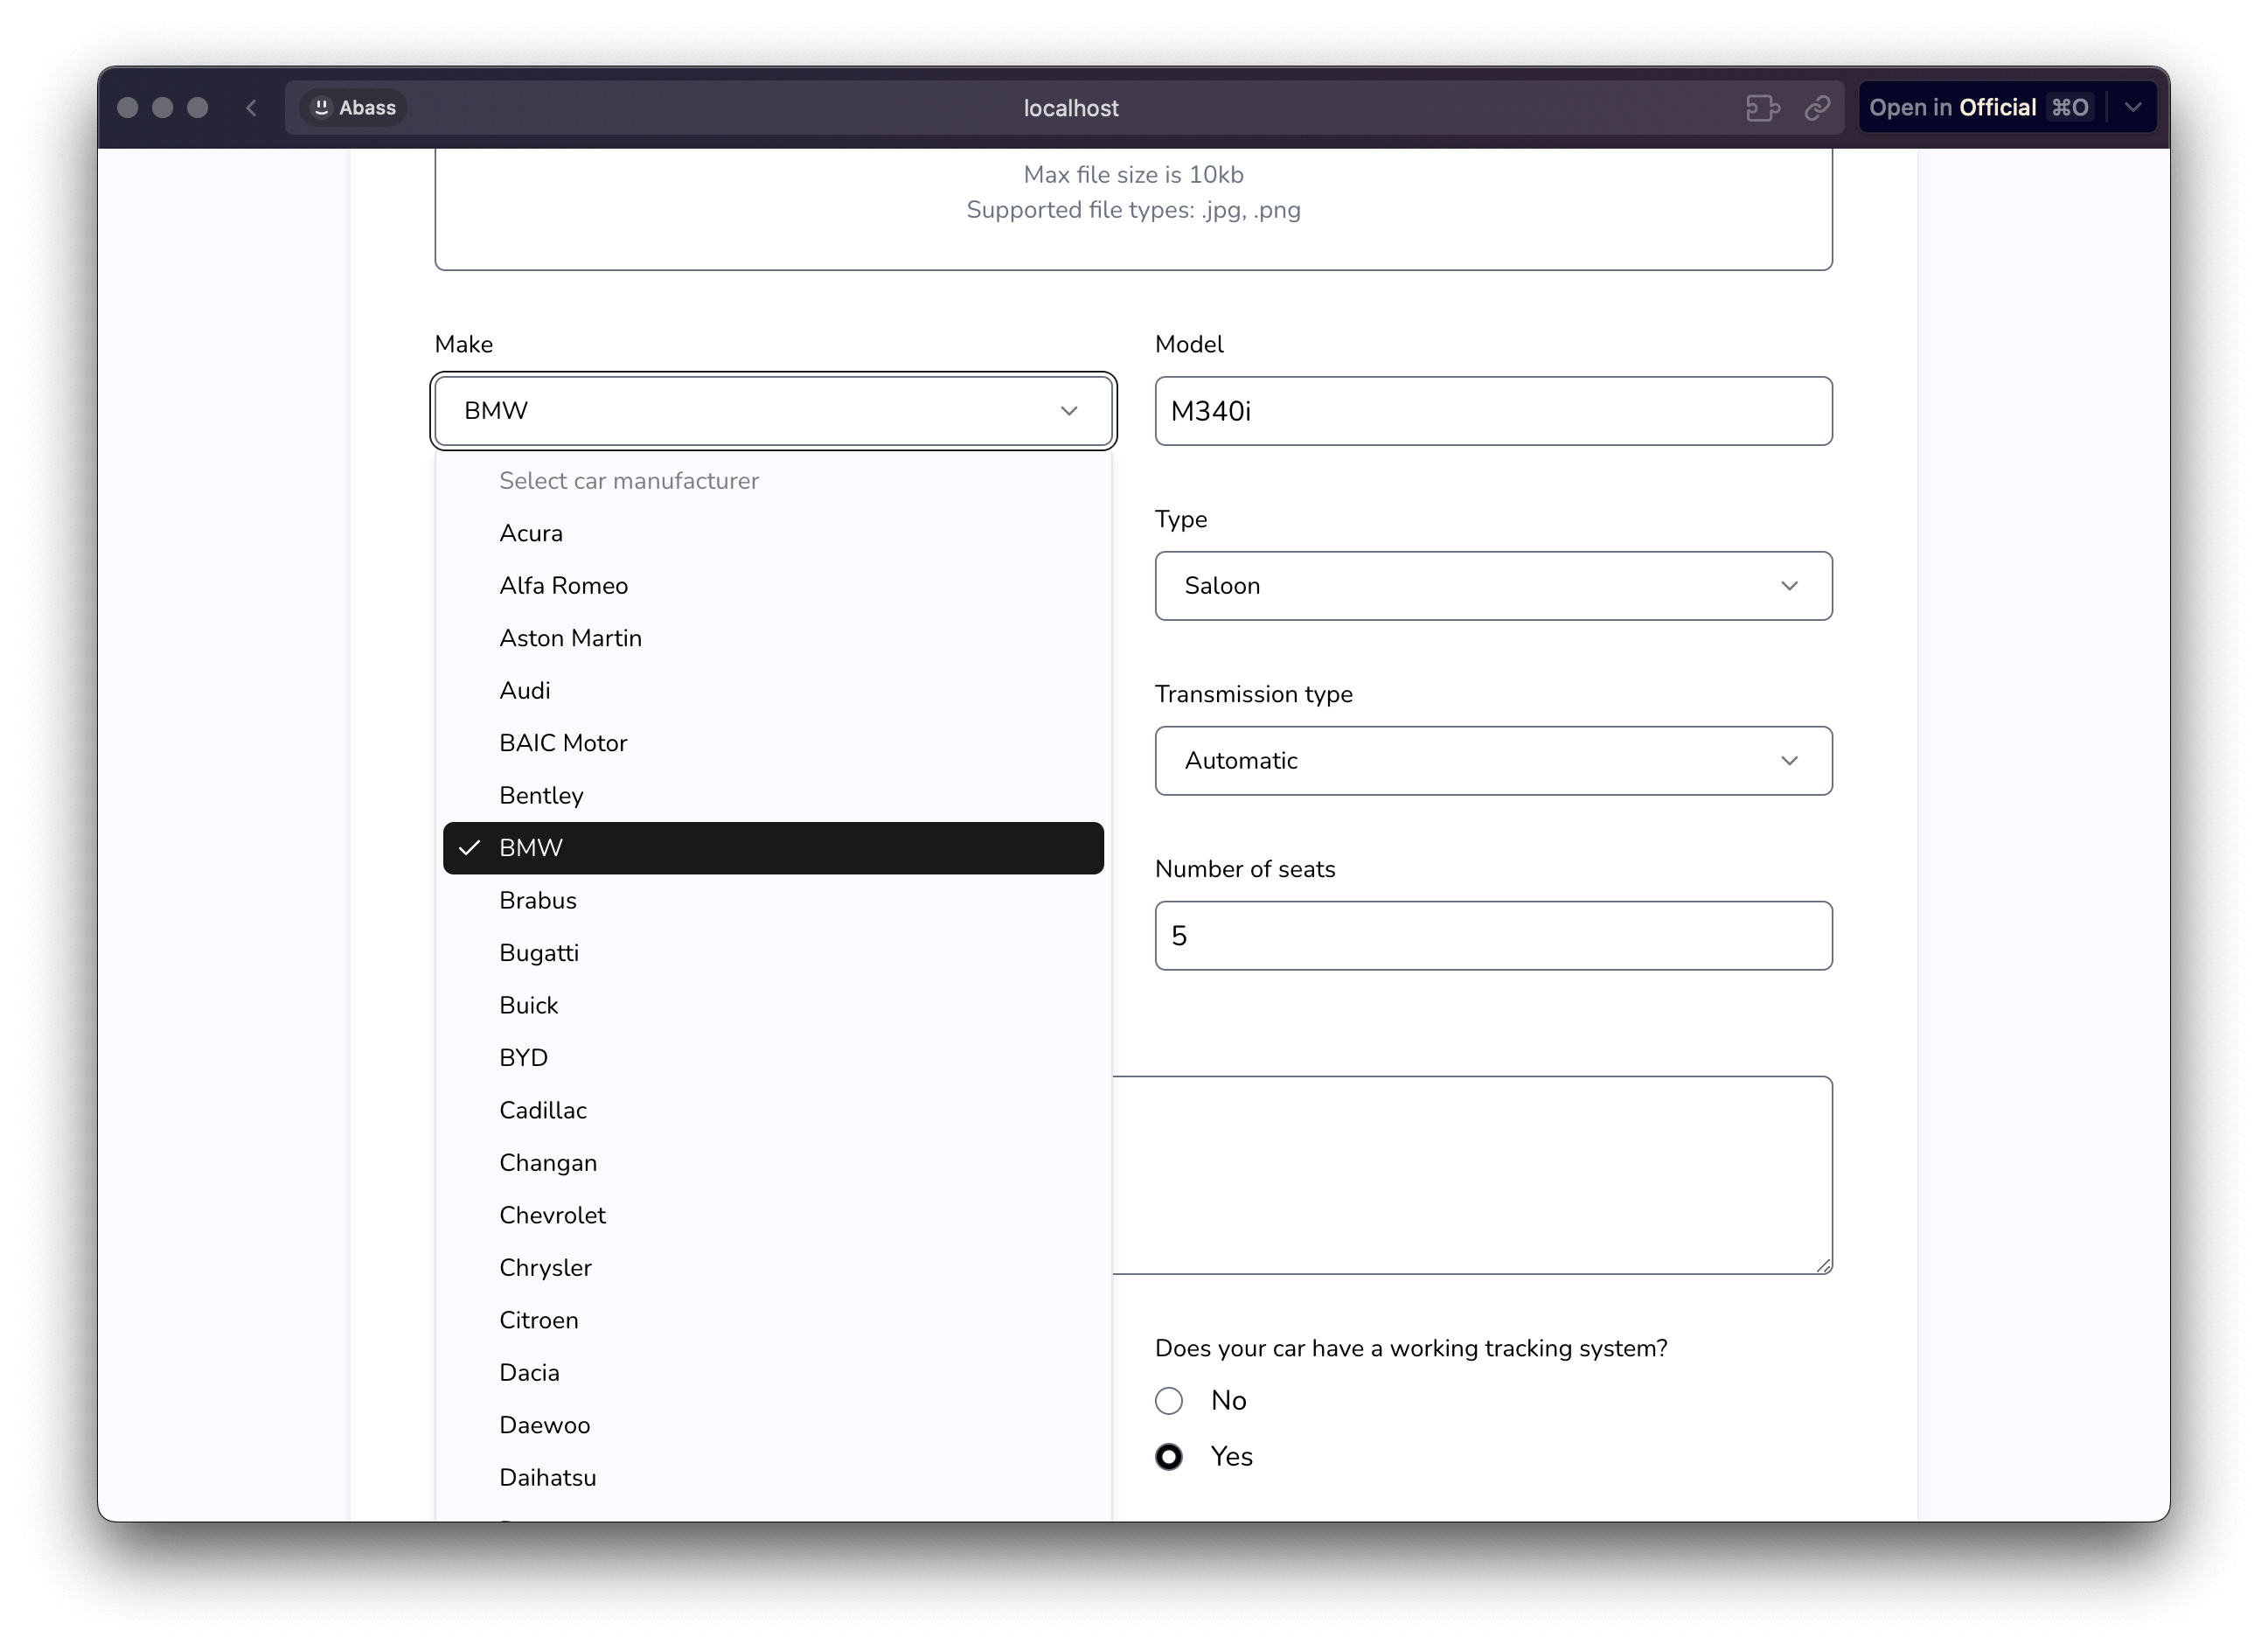 Abass
localhost
Open in Official ⌘O
Max file size is 10kb
Supported file types: .jpg, .png
Make
Model
BMW
M340i
Select car manufacturer
Acura
Alfa Romeo
Aston Martin
Audi
BAIC Motor
Bentley
BMW
Brabus
Bugatti
Buick
BYD
Cadillac
Changan
Chevrolet
Chrysler
Citroen
Dacia
Daewoo
Daihatsu
Type
Saloon
Transmission type
Automatic
Number of seats
5
Does your car have a working tracking system?
No
Yes